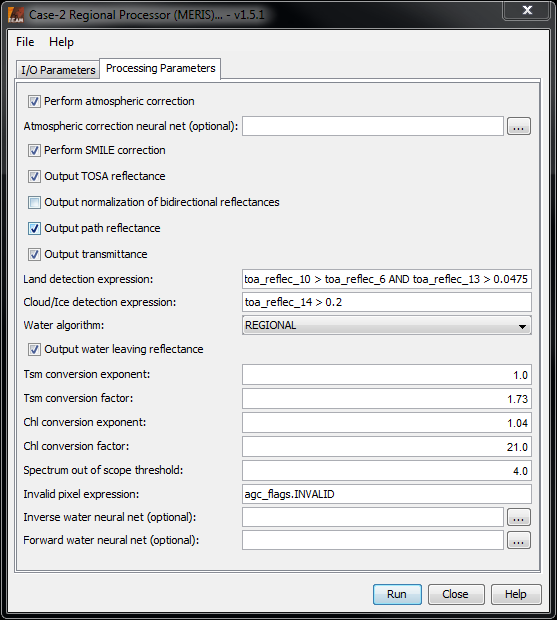 Case-2 Regional Processor (MERIS)... - v1.5.1
File Help
I/O Parameters Processing Parameters
Perform atmospheric correction
Atmospheric correction neural net (optional): ...
Perform SMILE correction
Output TOSA reflectance
Output normalization of bidirectional reflectances
Output path reflectance
Output transmittance
Land detection expression: toa_reflec_10 > toa_reflec_6 AND toa_reflec_13 > 0.0475
Cloud/Ice detection expression: toa_reflec_14 > 0.2
Water algorithm: REGIONAL
Output water leaving reflectance
Tsm conversion exponent: 1.0
Tsm conversion factor: 1.73
Chl conversion exponent: 1.04
Chl conversion factor: 21.0
Spectrum out of scope threshold: 4.0
Invalid pixel expression: agc_flags.INVALID
Inverse water neural net (optional): ...
Forward water neural net (optional): ...
Run Close Help